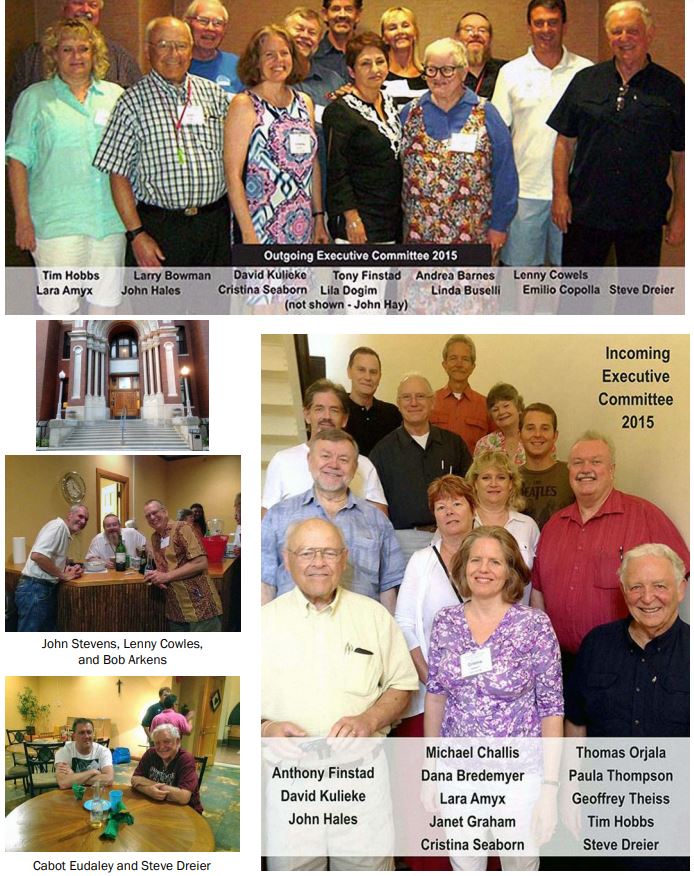 Outgoing Executive Committee 2015
Tim Hobbs Larry Bowman David Kulieke Tony Finstad Andrea Barnes Lenny Cowels
Lara Amyx John Hales Cristina Seaborn Lila Dogim Linda Buselli Emilio Copolla Steve Dreier
(not shown - John Hay)
John Stevens, Lenny Cowles,
and Bob Arkens
Cabot Eudaley and Steve Dreier
Incoming
Executive
Committee
2015
BEATLES
Anthony Finstad
David Kulieke
John Hales
Michael Challis
Dana Bredemyer
Lara Amyx
Janet Graham
Cristina Seaborn
Thomas Orjala
Paula Thompson
Geoffrey Theiss
Tim Hobbs
Steve Dreier